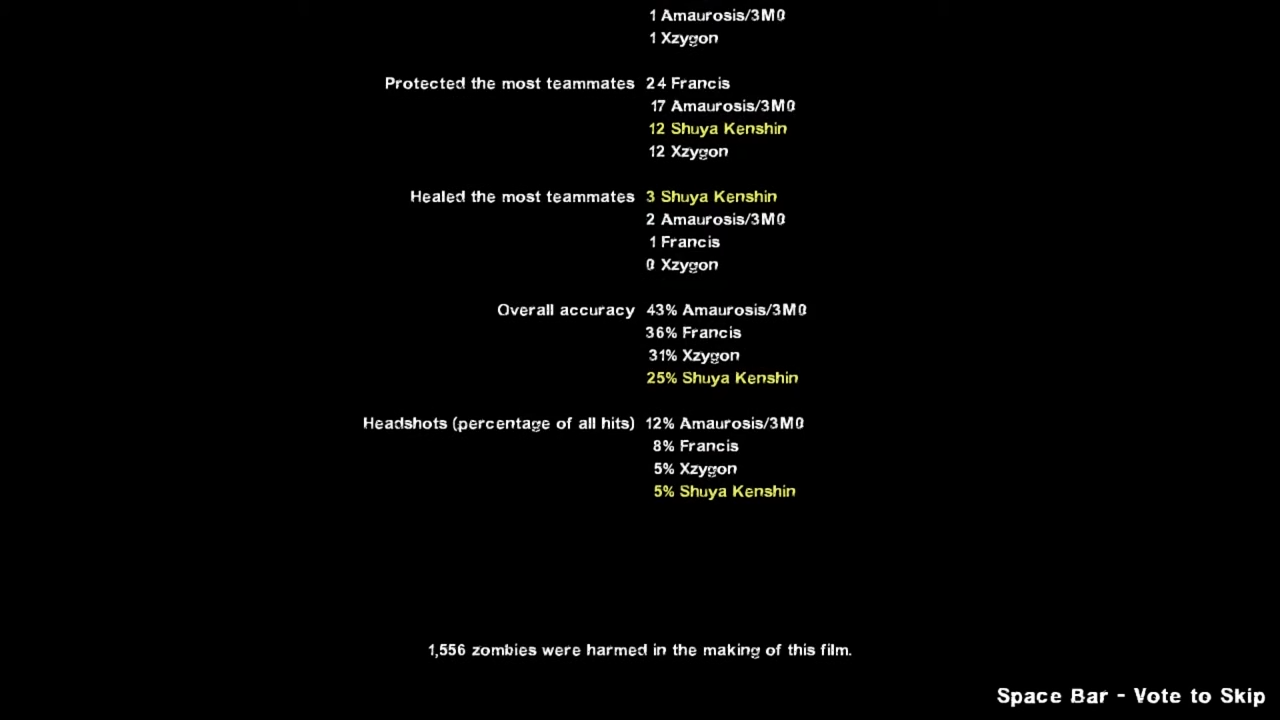 1 Amaurosis/3M0
1 Xzygon
Protected the most teammates 24 Francis
17 Amaurosis/3M0
12 Shuya Kenshin
12 Xzygon
Healed the most teammates 3 Shuya Kenshin
2 Amaurosis/3M0
1 Francis
0 Xzygon
Overall accuracy 43% Amaurosis/3M0
36% Francis
31% Xzygon
25% Shuya Kenshin
Headshots (percentage of all hits) 12% Amaurosis/3M0
8% Francis
5% Xzygon
5% Shuya Kenshin
1,556 zombies were harmed in the making of this film.
Space Bar - Vote to Skip